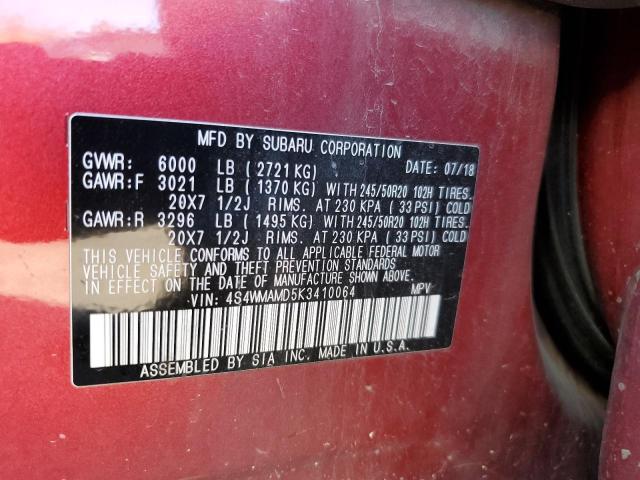 MFD BY SUBARU CORPORATION
GVWR: 6000 LB ( 2721 KG) DATE: 07/18
GAWR:F 3021 LB ( 1370 KG) WITH 245/50R20 102H TIRES.
20X7 1/2J RIMS. AT 230 KPA ( 33 PSI) COLD
GAWR:R 3296 LB ( 1495 KG) WITH 245/50R20 102H TIRES.
20X7 1/2J RIMS. AT 230 KPA ( 33 PSI) COLD
THIS VEHICLE CONFORMS TO ALL APPLICABLE FEDERAL MOTOR
VEHICLE SAFETY AND THEFT PREVENTION STANDARDS
IN EFFECT ON THE DATE OF MANUFACTURE SHOWN ABOVE.
VIN: 4S4WMAMD5K3410064 MPV
ASSEMBLED BY SIA INC. MADE IN U.S.A.